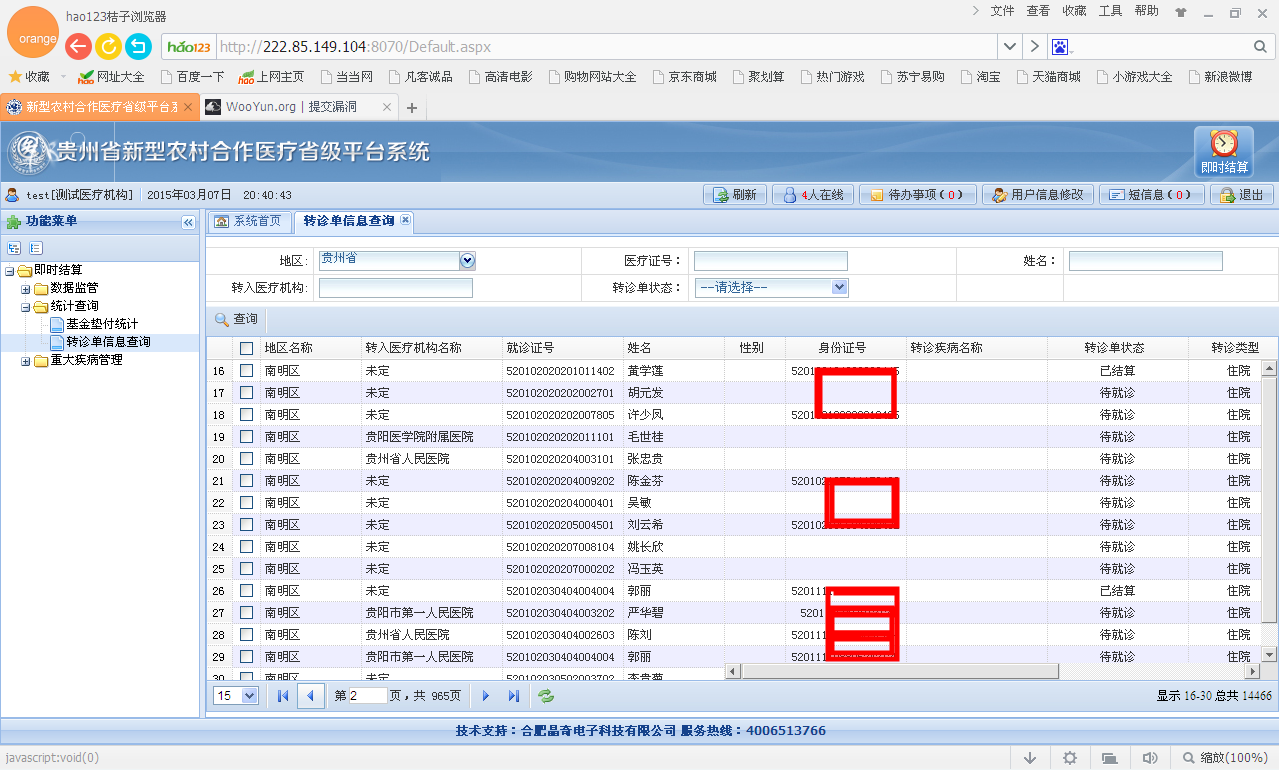 hao123桔子浏览器
文件 查看 收藏 工具 帮助
orange
hao123 http://222.85.149.104:8070/Default.aspx
收藏 网址大全 百度一下 上网主页 当当网 凡客诚品 高清电影 购物网站大全 京东商城 聚划算 热门游戏 苏宁易购 淘宝 天猫商城 小游戏大全 新浪微博
新型农村合作医疗省级平台系 WooYun.org | 提交漏洞
贵州省新型农村合作医疗省级平台系统
即时结算
test[测试医疗机构] 2015年03月07日 20:40:43 刷新 4人在线 待办事项（0） 用户信息修改 短信息（0） 退出
功能菜单 系统首页 转诊单信息查询
即时结算
数据监管
统计查询
基金垫付统计
转诊单信息查询
重大疾病管理
地区: 贵州省 医疗证号： 姓名：
转入医疗机构: 转诊单状态： --请选择--
查询
地区名称 转入医疗机构名称 就诊证号 姓名 性别 身份证号 转诊疾病名称 转诊单状态 转诊类型
16 南明区 未定 520102020201011402 黄学莲 已结算 住院
17 南明区 未定 520102020202002701 胡元发 待就诊 住院
18 南明区 未定 520102020202007805 许少凤 待就诊 住院
19 南明区 贵阳医学院附属医院 520102020202011101 毛世桂 待就诊 住院
20 南明区 贵州省人民医院 520102020204003101 张忠贵 待就诊 住院
21 南明区 未定 520102020204009202 陈金芬 待就诊 住院
22 南明区 未定 520102020204000401 吴敏 待就诊 住院
23 南明区 未定 520102020205004501 刘云希 待就诊 住院
24 南明区 未定 520102020207008104 姚长欣 待就诊 住院
25 南明区 未定 520102020207000202 冯玉英 待就诊 住院
26 南明区 未定 520102030404004004 郭丽 52011 已结算 住院
27 南明区 贵阳市第一人民医院 520102030404003202 严华碧 5201 待就诊 住院
28 南明区 贵州省人民医院 520102030404002603 陈刘 52011 待就诊 住院
29 南明区 贵阳市第一人民医院 520102030404004004 郭丽 52011 待就诊 住院
15 第 2 页，共 965页 显示 16-30 总共 14466
技术支持：合肥晶奇电子科技有限公司 服务热线：4006513766
javascript:void(0) 缩放(100%)